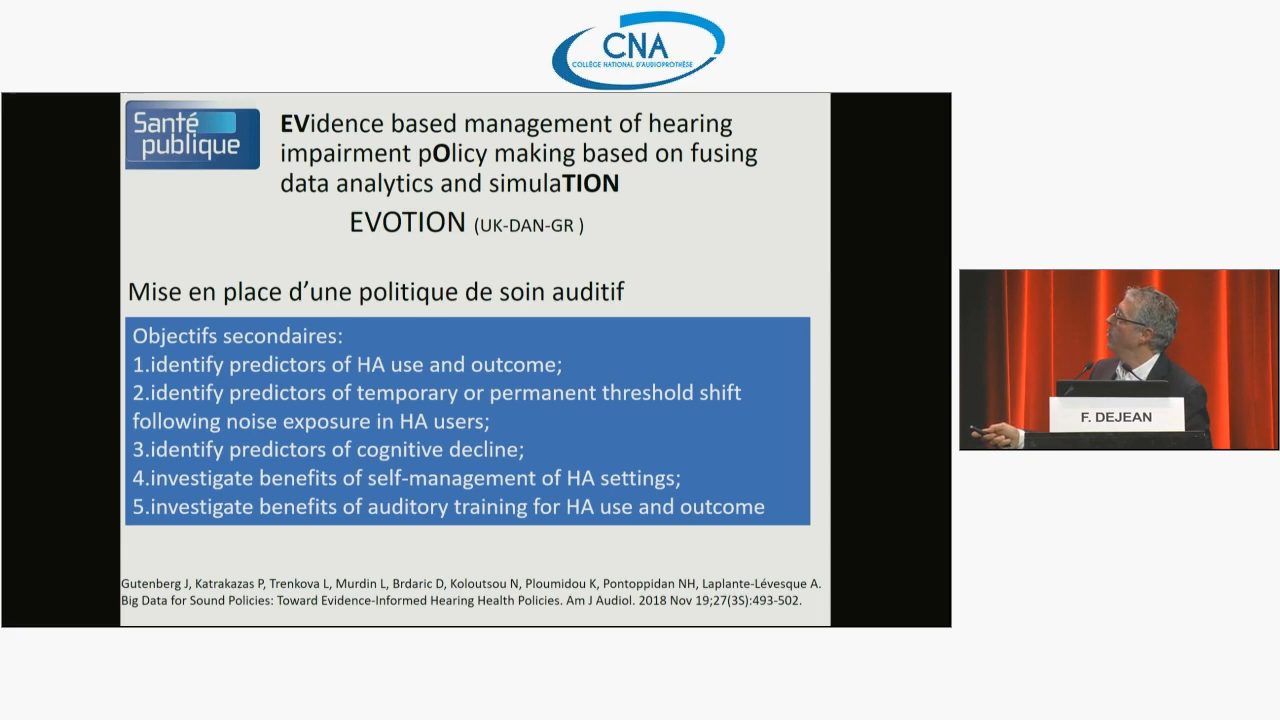 CNA
COLLÈGE NATIONAL D'AUDIOPROTHÈSE
Santé
publique
EVidence based management of hearing
impairment pOlicy making based on fusing
data analytics and simulaTION
EVOTION (UK-DAN-GR )
Mise en place d’une politique de soin auditif
Objectifs secondaires:
1.identify predictors of HA use and outcome;
2.identify predictors of temporary or permanent threshold shift
following noise exposure in HA users;
3.identify predictors of cognitive decline;
4.investigate benefits of self-management of HA settings;
5.investigate benefits of auditory training for HA use and outcome
Gutenberg J, Katrakazas P, Trenkova L, Murdin L, Brdaric D, Koloutsou N, Ploumidou K, Pontoppidan NH, Laplante-Lévesque A.
Big Data for Sound Policies: Toward Evidence-Informed Hearing Health Policies. Am J Audiol. 2018 Nov 19;27(3S):493-502.
F. DEJEAN